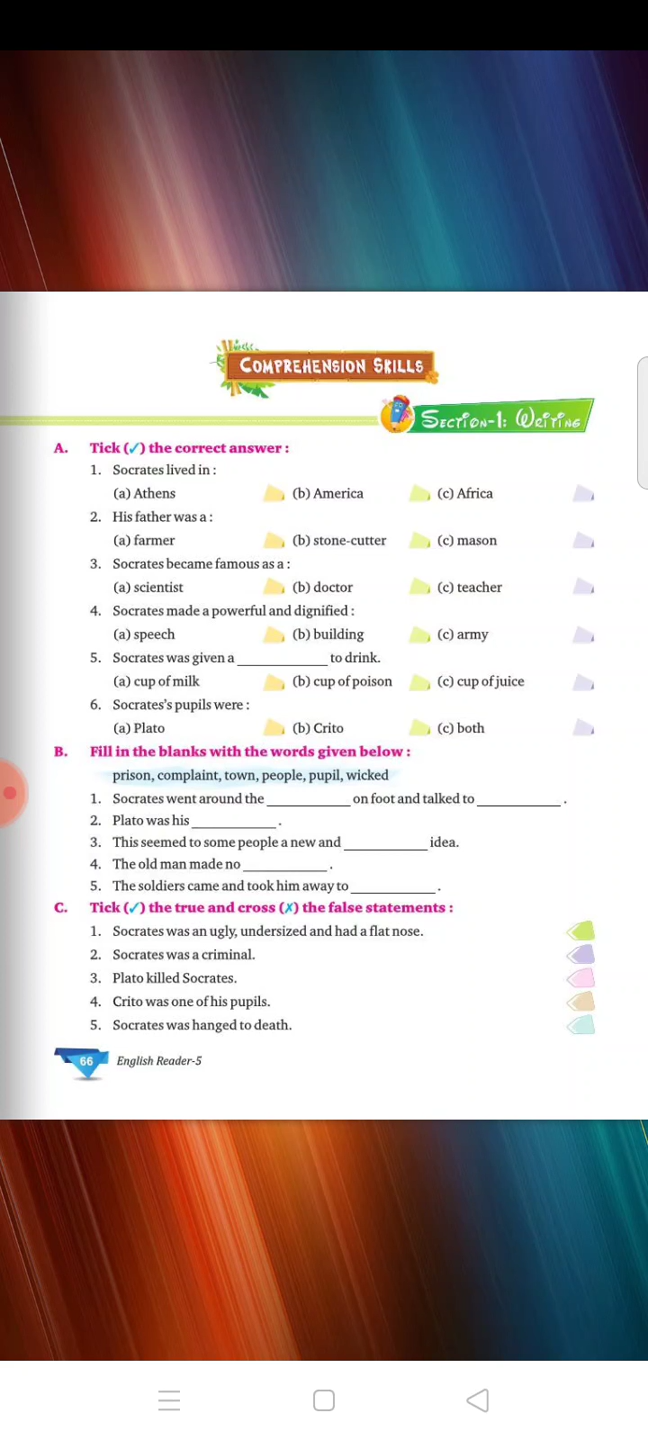 COMPREHENSION SKILLS
SECTION-1: WRITING
A. Tick (✓) the correct answer :
1. Socrates lived in :
(a) Athens (b) America (c) Africa
2. His father was a :
(a) farmer (b) stone-cutter (c) mason
3. Socrates became famous as a :
(a) scientist (b) doctor (c) teacher
4. Socrates made a powerful and dignified :
(a) speech (b) building (c) army
5. Socrates was given a ____________ to drink.
(a) cup of milk (b) cup of poison (c) cup of juice
6. Socrates's pupils were :
(a) Plato (b) Crito (c) both
B. Fill in the blanks with the words given below :
prison, complaint, town, people, pupil, wicked
1. Socrates went around the ____________ on foot and talked to ____________ .
2. Plato was his ____________ .
3. This seemed to some people a new and ____________ idea.
4. The old man made no ____________ .
5. The soldiers came and took him away to ____________ .
C. Tick (✓) the true and cross (✗) the false statements :
1. Socrates was an ugly, undersized and had a flat nose.
2. Socrates was a criminal.
3. Plato killed Socrates.
4. Crito was one of his pupils.
5. Socrates was hanged to death.
66 English Reader-5